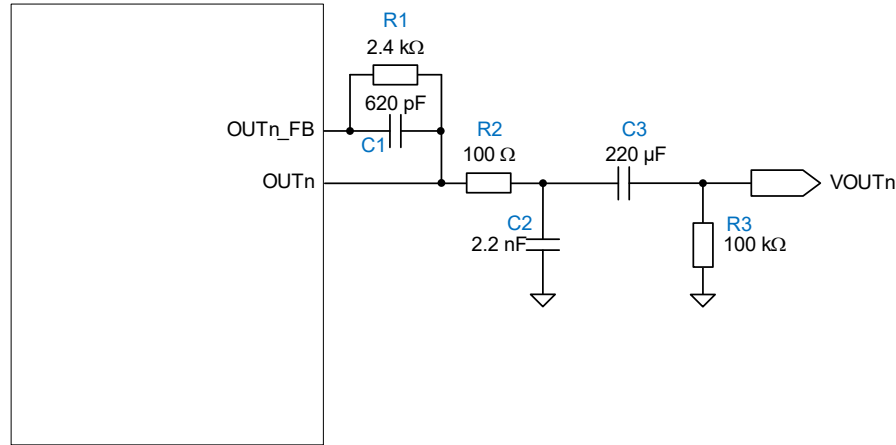 R1
2.4 kΩ
620 pF
OUTn_FB
C1
R2
C3
100 Ω
220 µF
OUTn
VOUTn
C2
R3
2.2 nF
100 kΩ